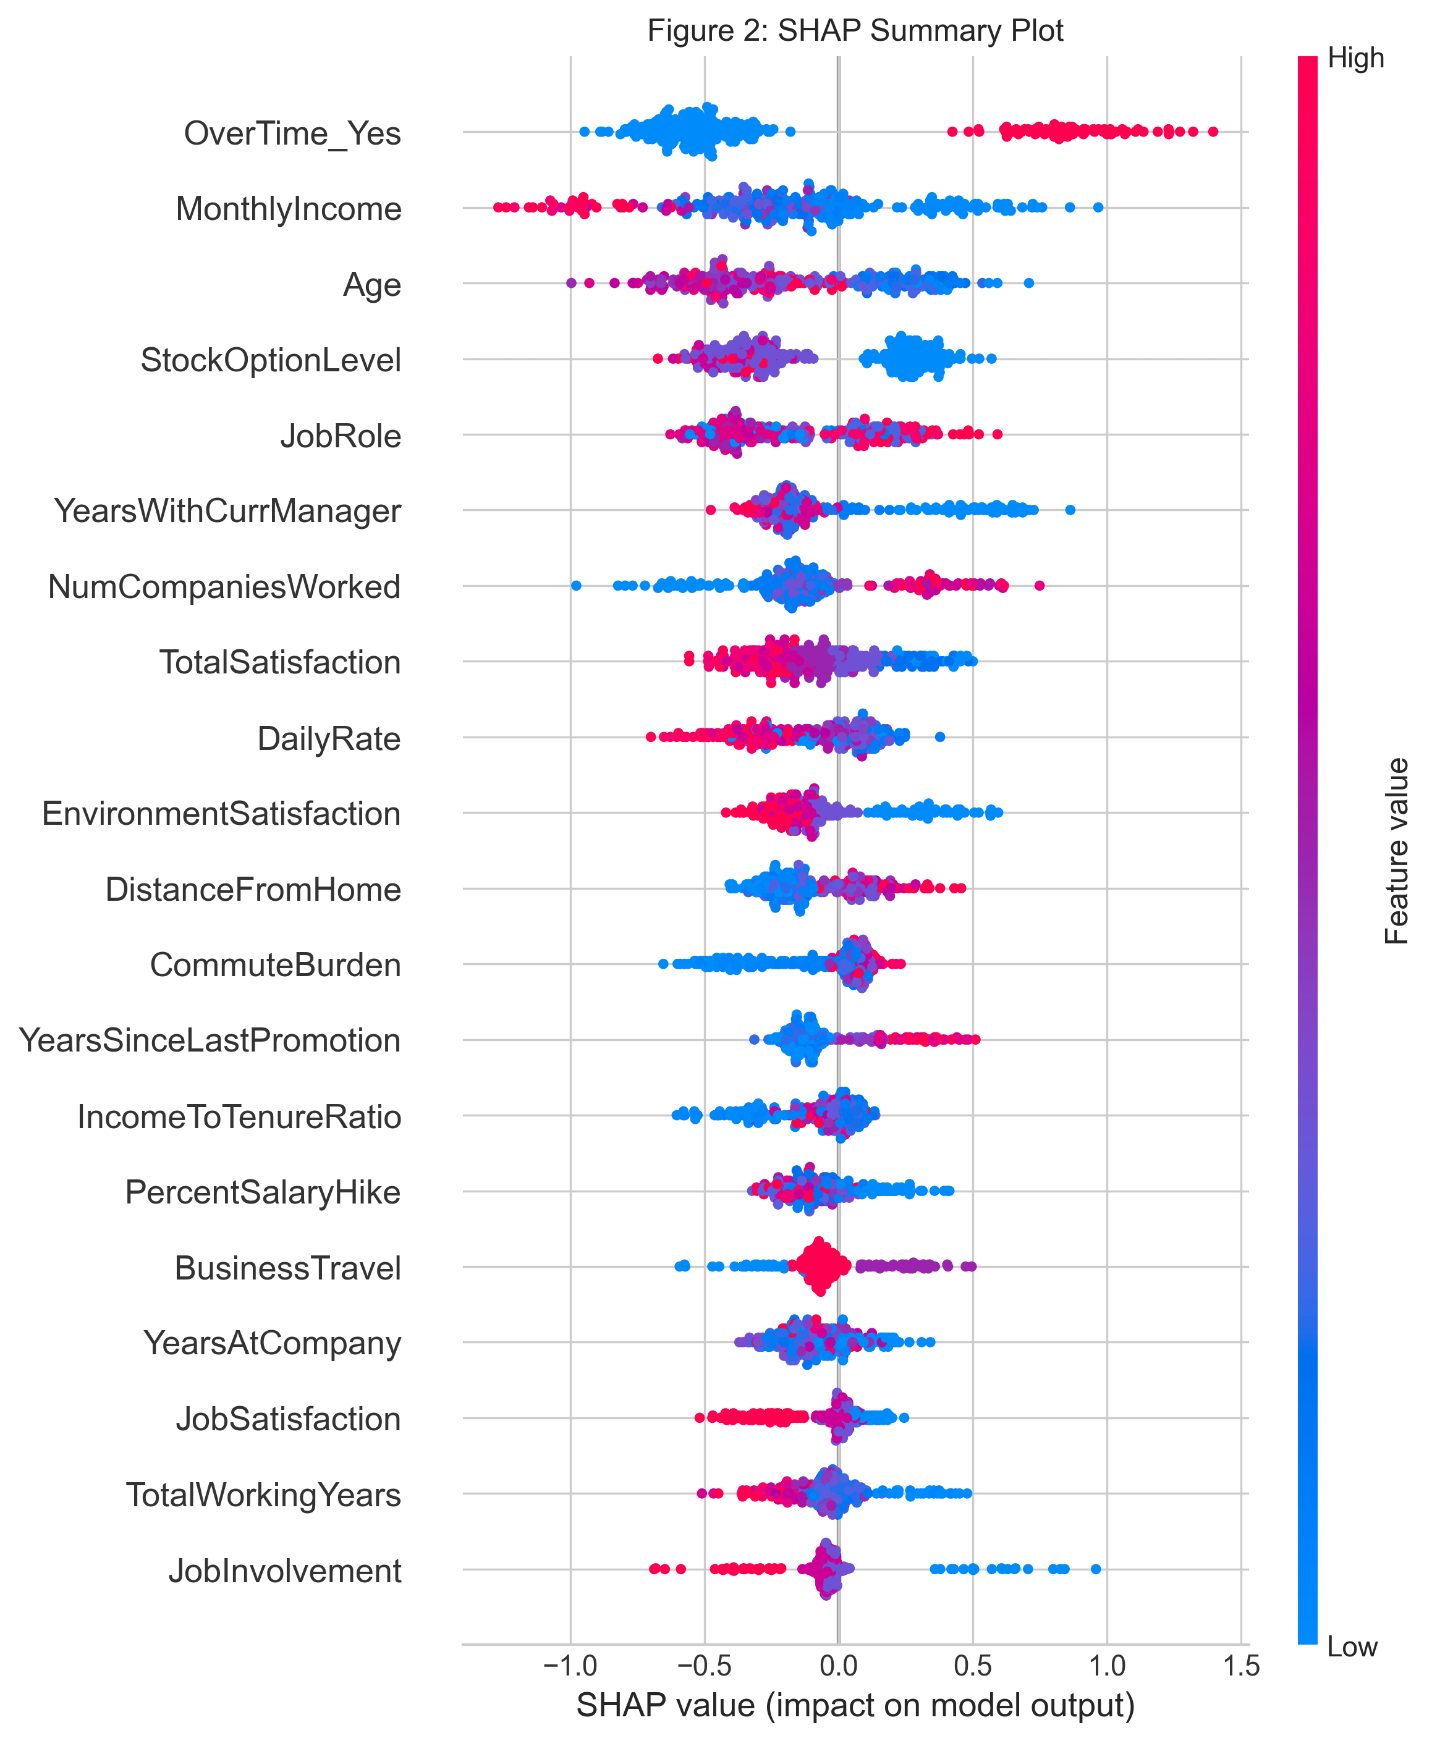 Figure 2: SHAP Summary Plot
High
OverTime_Yes
MonthlyIncome
Age
StockOptionLevel
JobRole
YearsWithCurrManager
NumCompaniesWorked
TotalSatisfaction
DailyRate
EnvironmentSatisfaction
DistanceFromHome
CommuteBurden
YearsSinceLastPromotion
IncomeToTenureRatio
PercentSalaryHike
BusinessTravel
YearsAtCompany
JobSatisfaction
TotalWorkingYears
JobInvolvement
Feature value
Low
−1.0 −0.5 0.0 0.5 1.0 1.5
SHAP value (impact on model output)